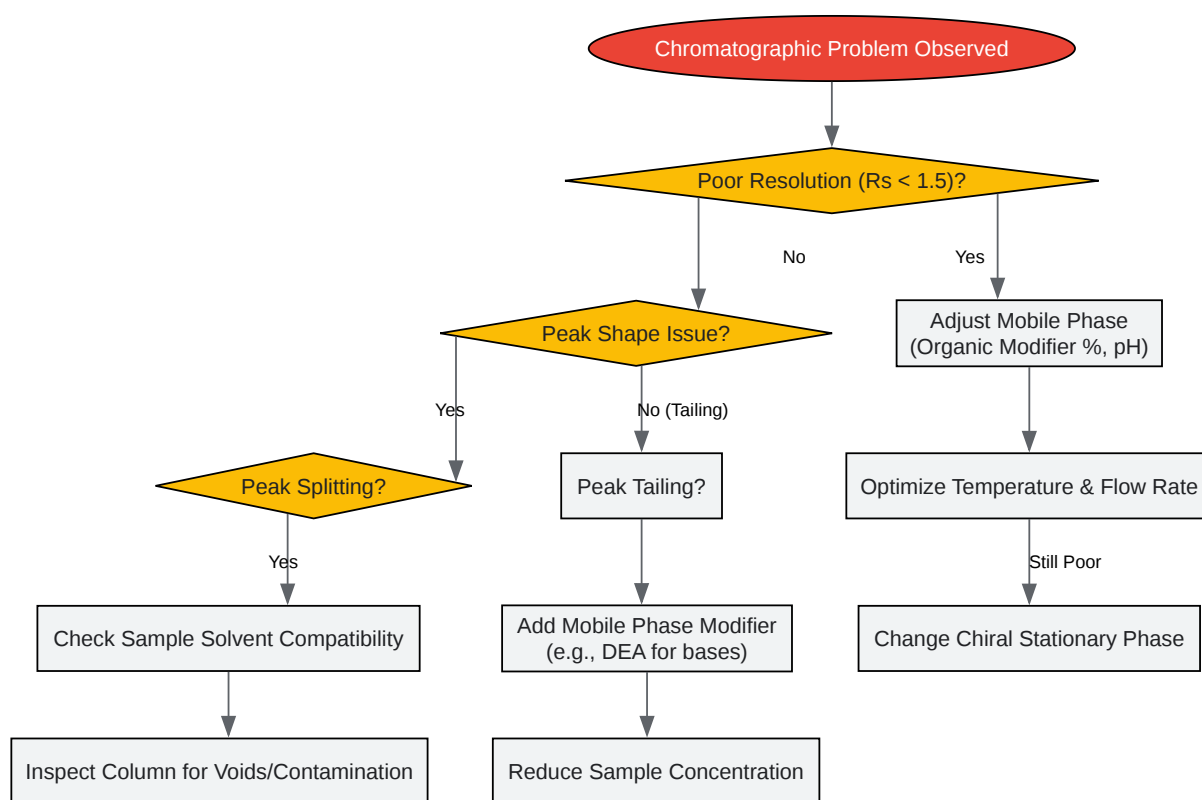 Chromatographic Problem Observed
Poor Resolution (Rs < 1.5)?
No
Yes
Peak Shape Issue?
Adjust Mobile Phase
(Organic Modifier %, pH)
Yes
No (Tailing)
Peak Splitting?
Peak Tailing?
Optimize Temperature & Flow Rate
Yes
Still Poor
Check Sample Solvent Compatibility
Add Mobile Phase Modifier
(e.g., DEA for bases)
Change Chiral Stationary Phase
Inspect Column for Voids/Contamination
Reduce Sample Concentration